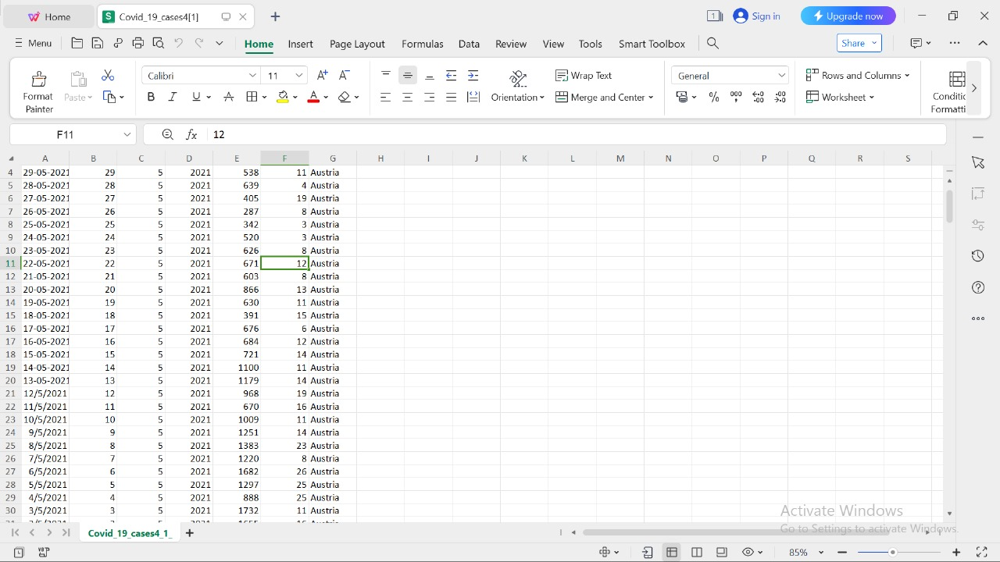 Home Covid_19_cases4[1] Sign in Upgrade now
Menu Home Insert Page Layout Formulas Data Review View Tools Smart Toolbox Share
Calibri 11 Wrap Text General Rows and Columns
Format Painter Paste Orientation Merge and Center Worksheet Conditic Formatti
F11 fx 12
A B C D E F G H I J K L M N O P Q R S
4 29-05-2021 29 5 2021 538 11 Austria
5 28-05-2021 28 5 2021 639 4 Austria
6 27-05-2021 27 5 2021 405 19 Austria
7 26-05-2021 26 5 2021 287 8 Austria
8 25-05-2021 25 5 2021 342 3 Austria
9 24-05-2021 24 5 2021 520 3 Austria
10 23-05-2021 23 5 2021 626 8 Austria
11 22-05-2021 22 5 2021 671 12 Austria
12 21-05-2021 21 5 2021 603 8 Austria
13 20-05-2021 20 5 2021 866 13 Austria
14 19-05-2021 19 5 2021 630 11 Austria
15 18-05-2021 18 5 2021 391 15 Austria
16 17-05-2021 17 5 2021 676 6 Austria
17 16-05-2021 16 5 2021 684 12 Austria
18 15-05-2021 15 5 2021 721 14 Austria
19 14-05-2021 14 5 2021 1100 11 Austria
20 13-05-2021 13 5 2021 1179 14 Austria
21 12/5/2021 12 5 2021 968 19 Austria
22 11/5/2021 11 5 2021 670 16 Austria
23 10/5/2021 10 5 2021 1009 11 Austria
24 9/5/2021 9 5 2021 1251 14 Austria
25 8/5/2021 8 5 2021 1383 23 Austria
26 7/5/2021 7 5 2021 1220 8 Austria
27 6/5/2021 6 5 2021 1682 26 Austria
28 5/5/2021 5 5 2021 1297 25 Austria
29 4/5/2021 4 5 2021 888 25 Austria
30 3/5/2021 3 5 2021 1732 11 Austria
Activate Windows
Go to Settings to activate Windows.
Covid_19_cases4_1_
85%